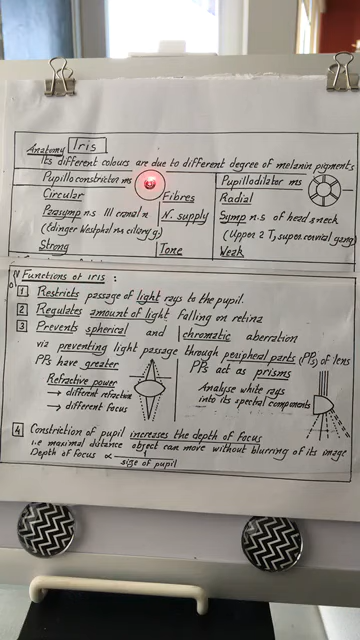 Anatomy Iris
Its different colours are due to different degree of melanin pigments
Pupilloconstrictor ms Pupillodilator ms
Circular Fibres Radial
Parasymp n.s III cranial n N. supply Symp n.s of head & neck
(Edinger Westphal ns ciliary g.) (Upper 2 T, super. cervical gang)
Strong Tone Weak
Functions of iris :
1 Restricts passage of light rays to the pupil.
2 Regulates amount of light falling on retina
3 Prevents spherical and chromatic aberration
via preventing light passage through peripheral parts (PPs) of lens
PPs have greater PPs act as prisms
Refractive power Analyse white rays
→ different refraction into its spectral components
→ different focus
4 Constriction of pupil increases the depth of focus
i.e maximal distance object can move without blurring of its image
Depth of focus ∝ 1
size of pupil